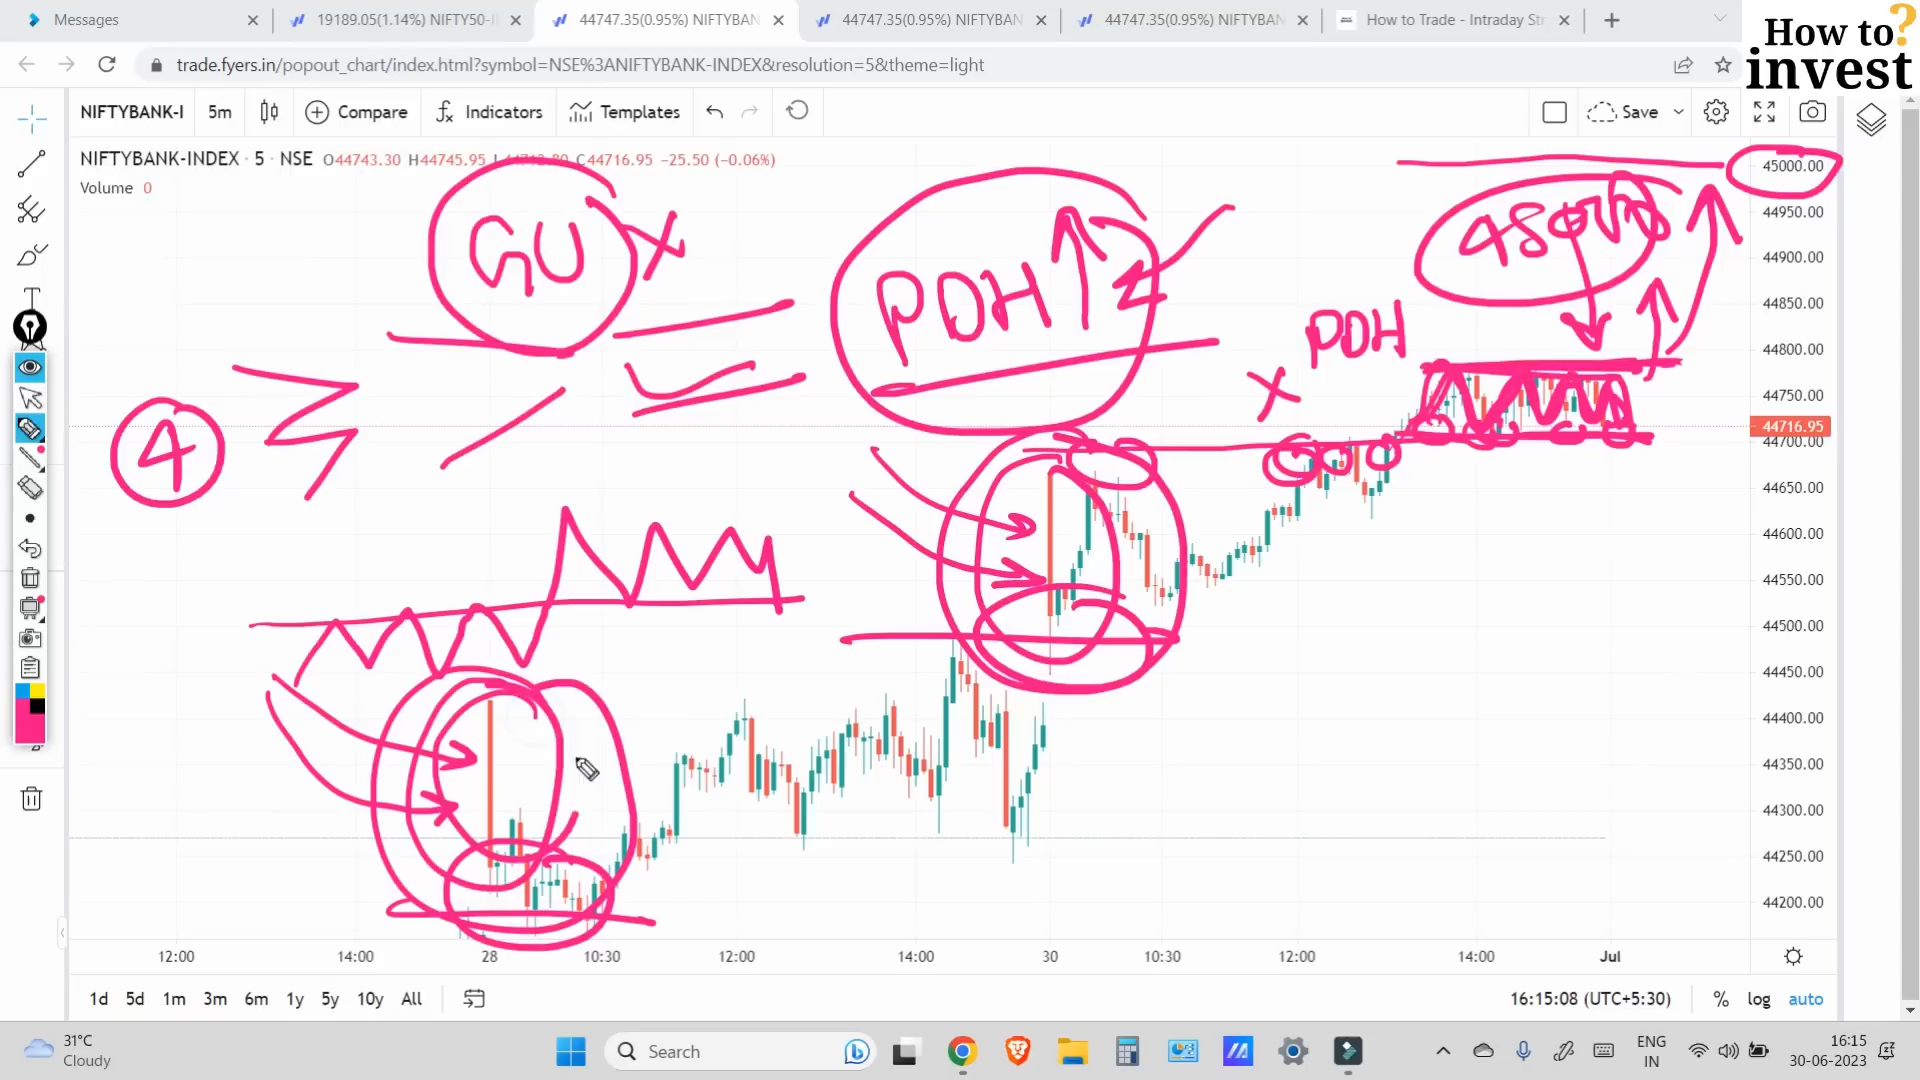 Messages
19189.05(1.14%) NIFTY50-I
44747.35(0.95%) NIFTYBAN
44747.35(0.95%) NIFTYBAN
44747.35(0.95%) NIFTYBAN
How to Trade - Intraday Str
How to?
invest
trade.fyers.in/popout_chart/index.html?symbol=NSE%3ANIFTYBANK-INDEX&resolution=5&theme=light
NIFTYBANK-I
5m
Compare
Indicators
Templates
Save
NIFTYBANK-INDEX · 5 · NSE
O44743.30 H44745.95
C44716.95 −25.50 (−0.06%)
Volume 0
GU X
PDH
PDH
X
4
45000.00
44950.00
44900.00
44850.00
44800.00
44750.00
44716.95
44700.00
44650.00
44600.00
44550.00
44500.00
44450.00
44400.00
44350.00
44300.00
44250.00
44200.00
12:00
14:00
28
10:30
12:00
14:00
30
10:30
12:00
14:00
Jul
1d 5d 1m 3m 6m 1y 5y 10y All
16:15:08 (UTC+5:30)
% log auto
31°C
Cloudy
Search
ENG
IN
16:15
30-06-2023